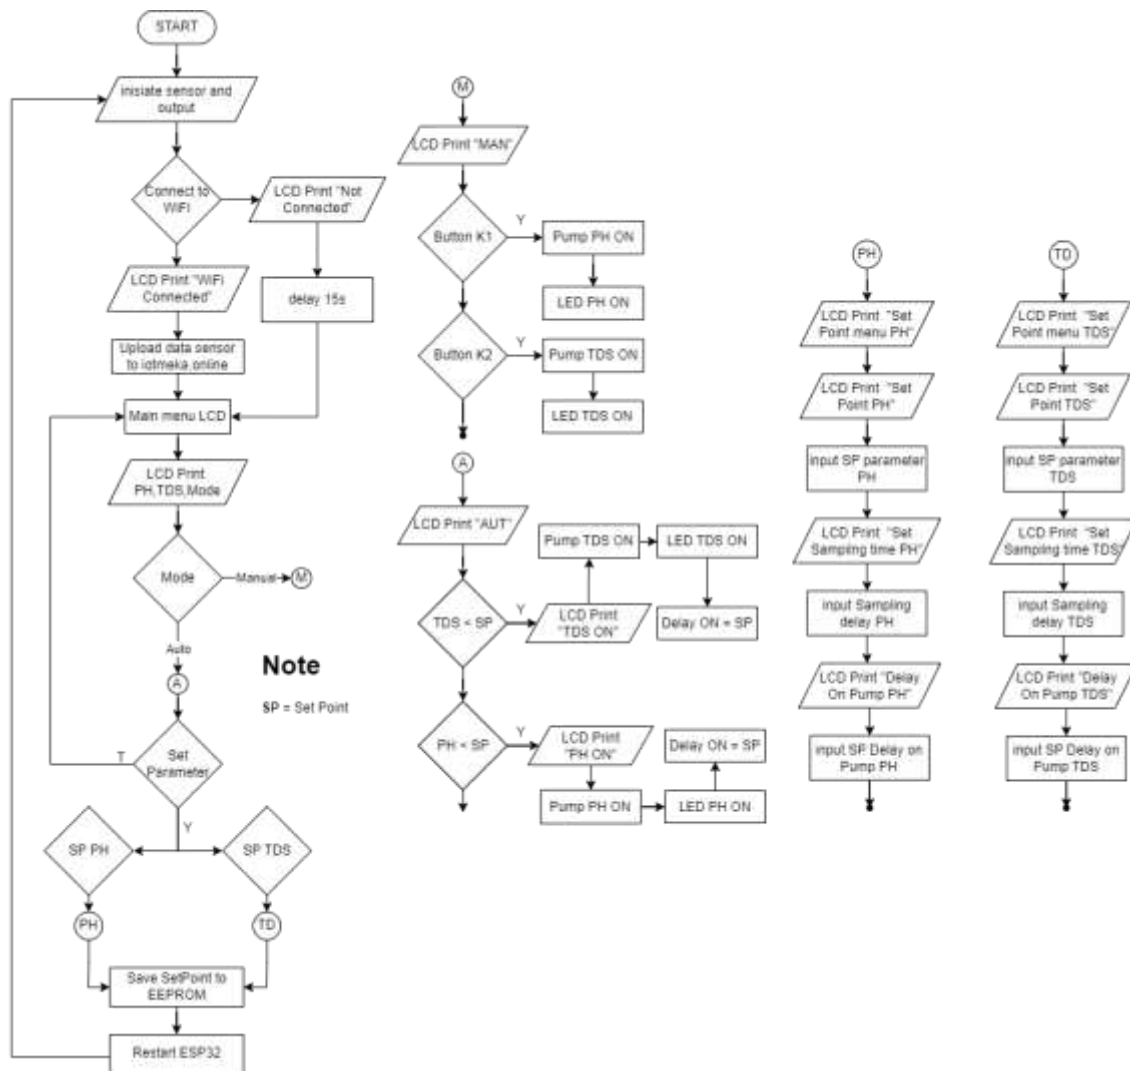 START
inisiate sensor and
output
Connect to
WiFi
LCD Print "Not
Connected"
LCD Print "WiFi
Connected"
delay 15s
Upload data sensor
to iotmeka.online
Main menu LCD
LCD Print
PH,TDS,Mode
Mode
Manual
M
Auto
A
Set
Parameter
T
Y
SP PH
SP TDS
PH
TD
Save SetPoint to
EEPROM
Restart ESP32
Note
SP = Set Point
M
LCD Print "MAN"
Button K1
Y
Pump PH ON
LED PH ON
Button K2
Y
Pump TDS ON
LED TDS ON
A
LCD Print "AUT"
TDS < SP
Y
LCD Print
"TDS ON"
Pump TDS ON
LED TDS ON
Delay ON = SP
PH < SP
Y
LCD Print
"PH ON"
Pump PH ON
LED PH ON
Delay ON = SP
PH
LCD Print "Set
Point menu PH"
LCD Print "Set
Point PH"
input SP parameter
PH
LCD Print "Set
Sampling time PH"
input Sampling
delay PH
LCD Print "Delay
On Pump PH"
input SP Delay on
Pump PH
TD
LCD Print "Set
Point menu TDS"
LCD Print "Set
Point TDS"
input SP parameter
TDS
LCD Print "Set
Sampling time TDS"
input Sampling
delay TDS
LCD Print "Delay
On Pump TDS"
input SP Delay on
Pump TDS